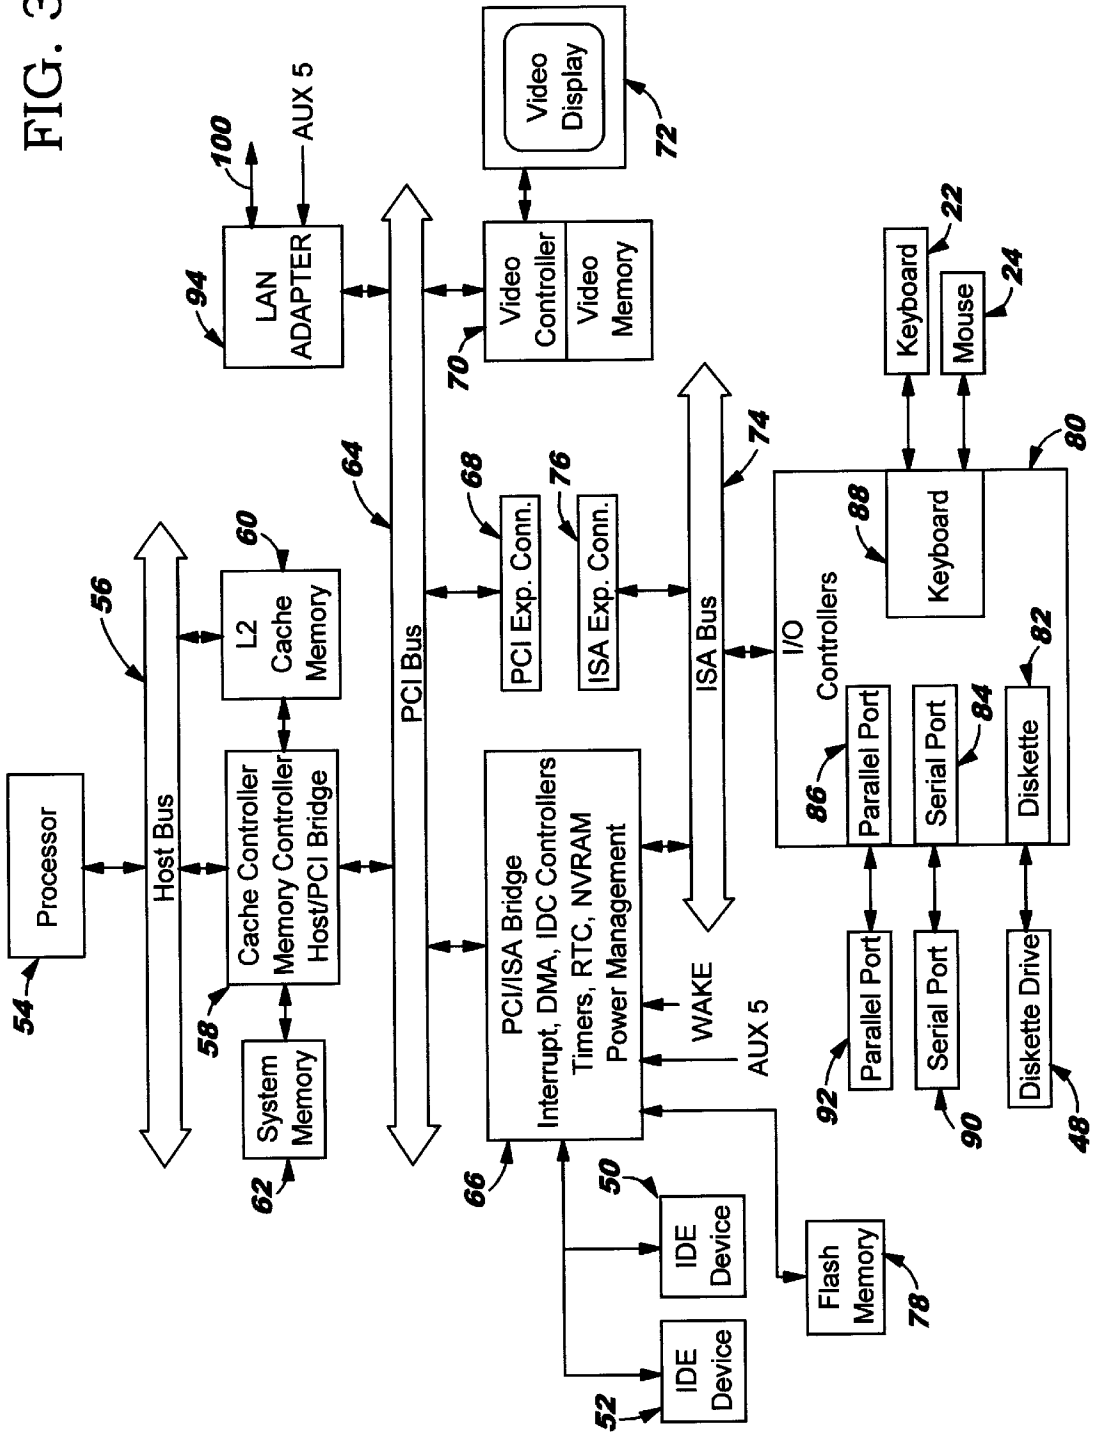 FIG. 3
54
Processor
56
Host Bus
58
Cache Controller
Memory Controller
Host/PCI Bridge
60
L2
Cache
Memory
62
System
Memory
94
LAN
ADAPTER
100
AUX 5
64
PCI Bus
66
PCI/ISA Bridge
Interrupt, DMA, IDC Controllers
Timers, RTC, NVRAM
Power Management
68
PCI Exp. Conn.
76
ISA Exp. Conn.
70
Video
Controller
Video
Memory
Video
Display
72
WAKE
AUX 5
ISA Bus
74
52
IDE
Device
50
IDE
Device
Flash
Memory
78
I/O
Controllers
80
86
Parallel Port
Serial Port
84
Diskette
82
88
Keyboard
Keyboard
22
Mouse
24
92
Parallel Port
Serial Port
90
Diskette Drive
48